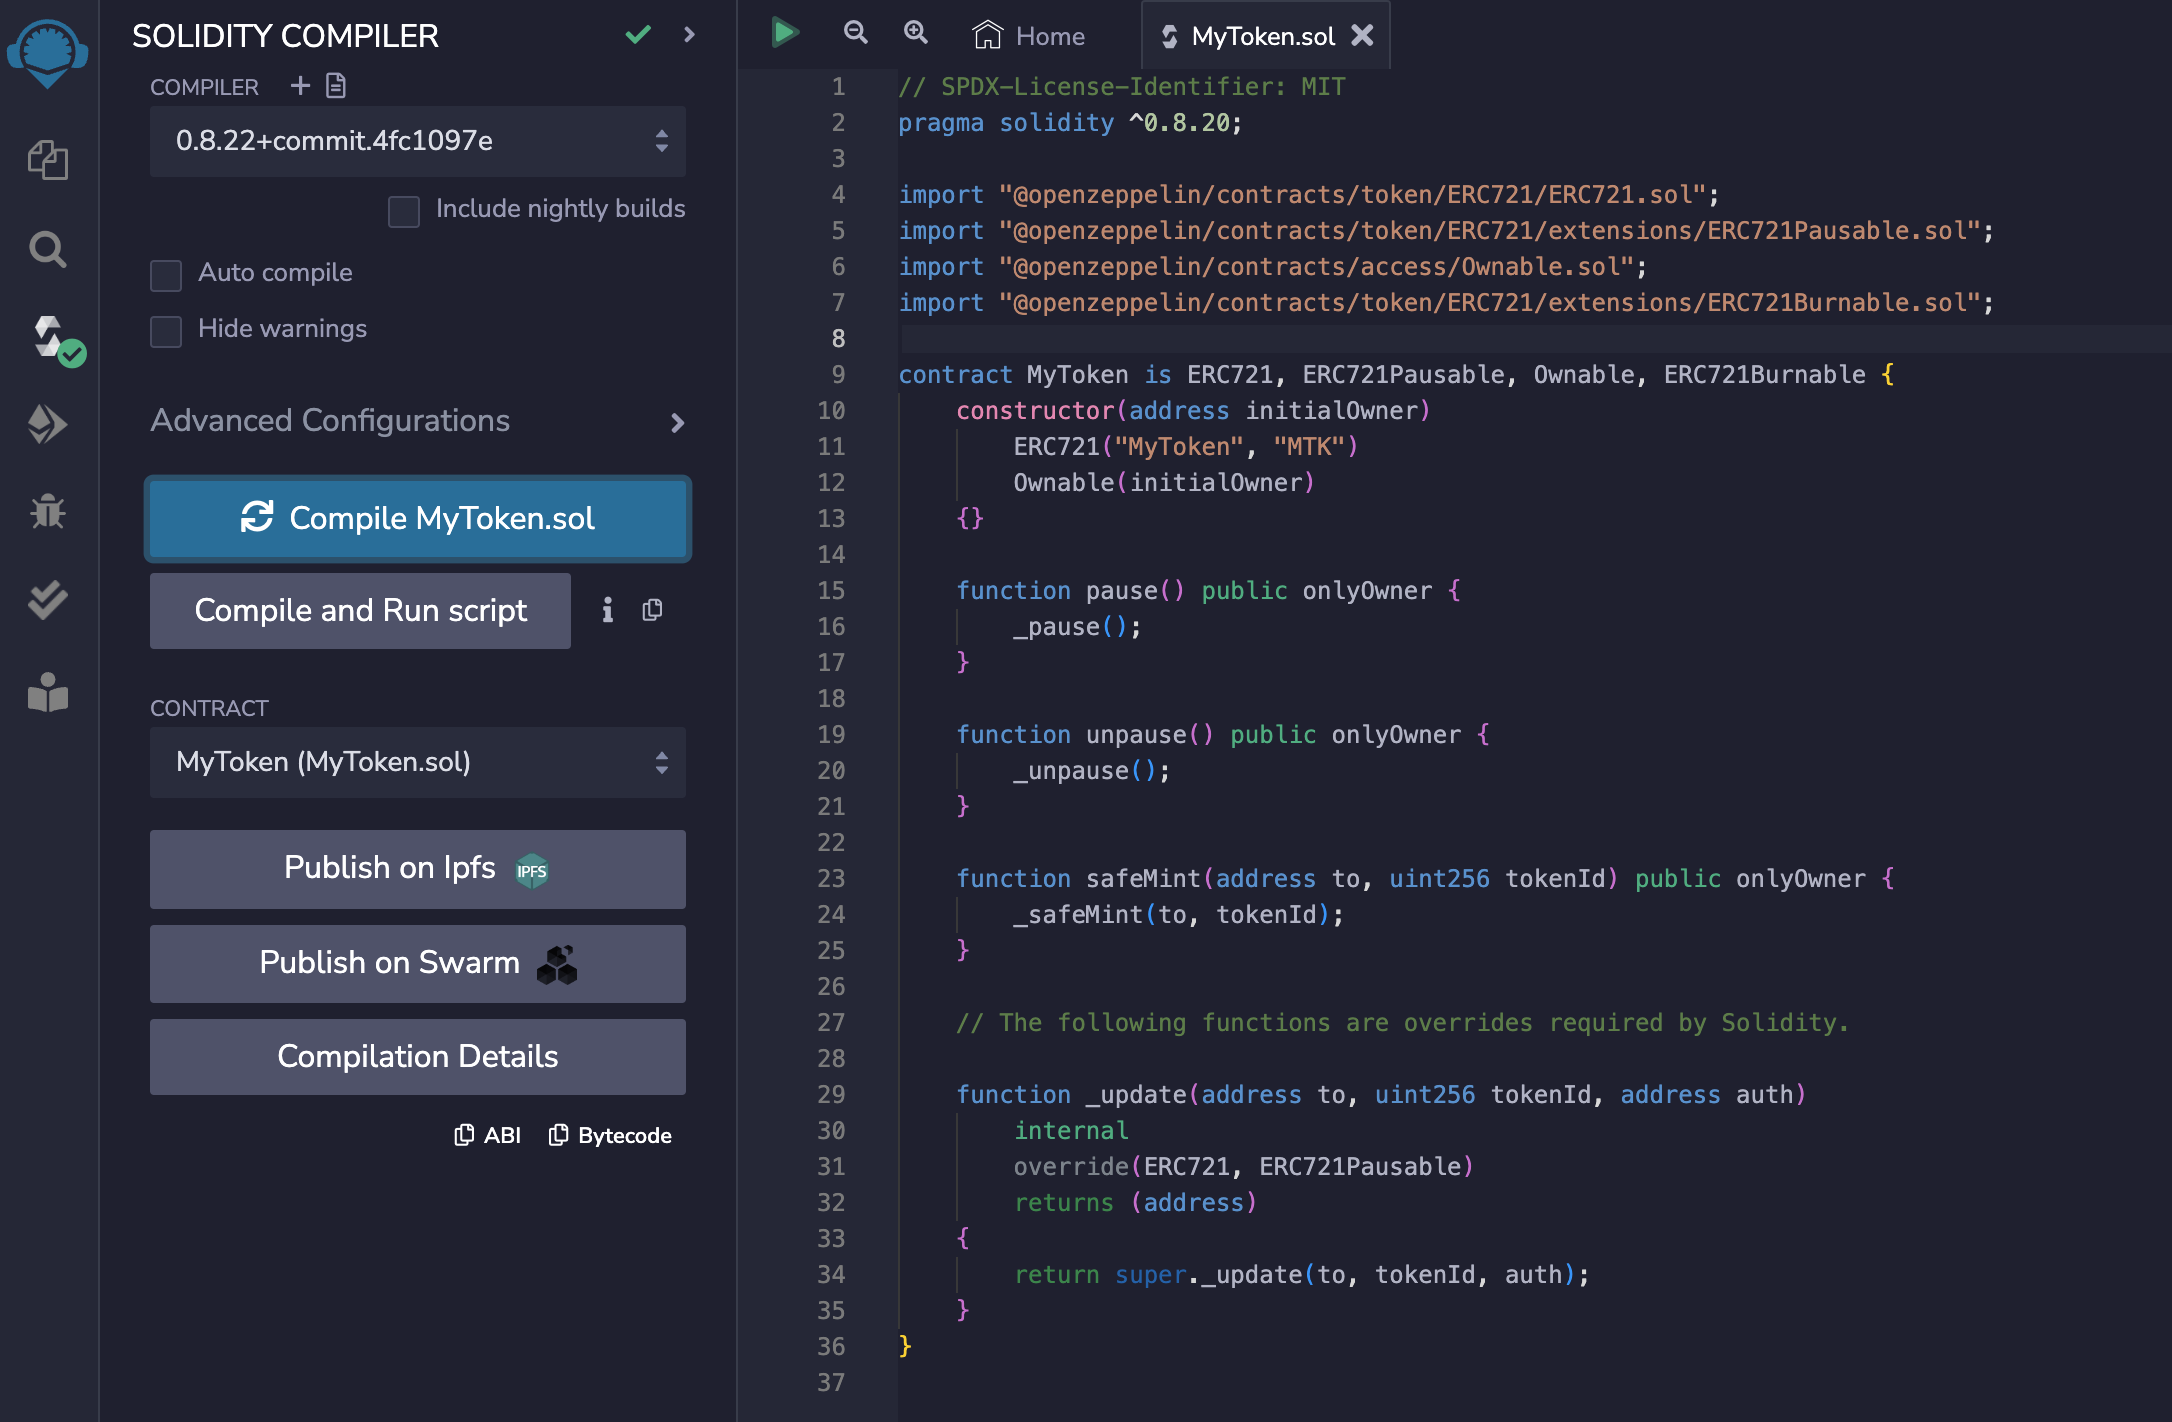 SOLIDITY COMPILER
COMPILER
0.8.22+commit.4fc1097e
Include nightly builds
Auto compile
Hide warnings
Advanced Configurations
Compile MyToken.sol
Compile and Run script
CONTRACT
MyToken (MyToken.sol)
Publish on Ipfs IPFS
Publish on Swarm
Compilation Details
ABI Bytecode
Home MyToken.sol
1 // SPDX-License-Identifier: MIT
2 pragma solidity ^0.8.20;
3
4 import "@openzeppelin/contracts/token/ERC721/ERC721.sol";
5 import "@openzeppelin/contracts/token/ERC721/extensions/ERC721Pausable.sol";
6 import "@openzeppelin/contracts/access/Ownable.sol";
7 import "@openzeppelin/contracts/token/ERC721/extensions/ERC721Burnable.sol";
8
9 contract MyToken is ERC721, ERC721Pausable, Ownable, ERC721Burnable {
10     constructor(address initialOwner)
11         ERC721("MyToken", "MTK")
12         Ownable(initialOwner)
13     {}
14
15     function pause() public onlyOwner {
16         _pause();
17     }
18
19     function unpause() public onlyOwner {
20         _unpause();
21     }
22
23     function safeMint(address to, uint256 tokenId) public onlyOwner {
24         _safeMint(to, tokenId);
25     }
26
27     // The following functions are overrides required by Solidity.
28
29     function _update(address to, uint256 tokenId, address auth)
30         internal
31         override(ERC721, ERC721Pausable)
32         returns (address)
33     {
34         return super._update(to, tokenId, auth);
35     }
36 }
37